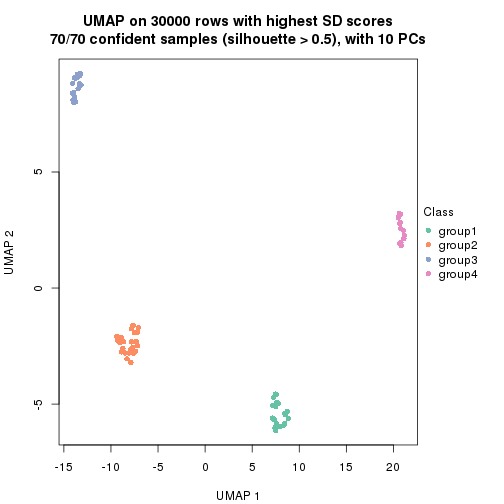 UMAP on 30000 rows with highest SD scores
70/70 confident samples (silhouette > 0.5), with 10 PCs
UMAP 2
5
0
-5
-15
-10
-5
0
5
10
15
20
UMAP 1
Class
group1
group2
group3
group4